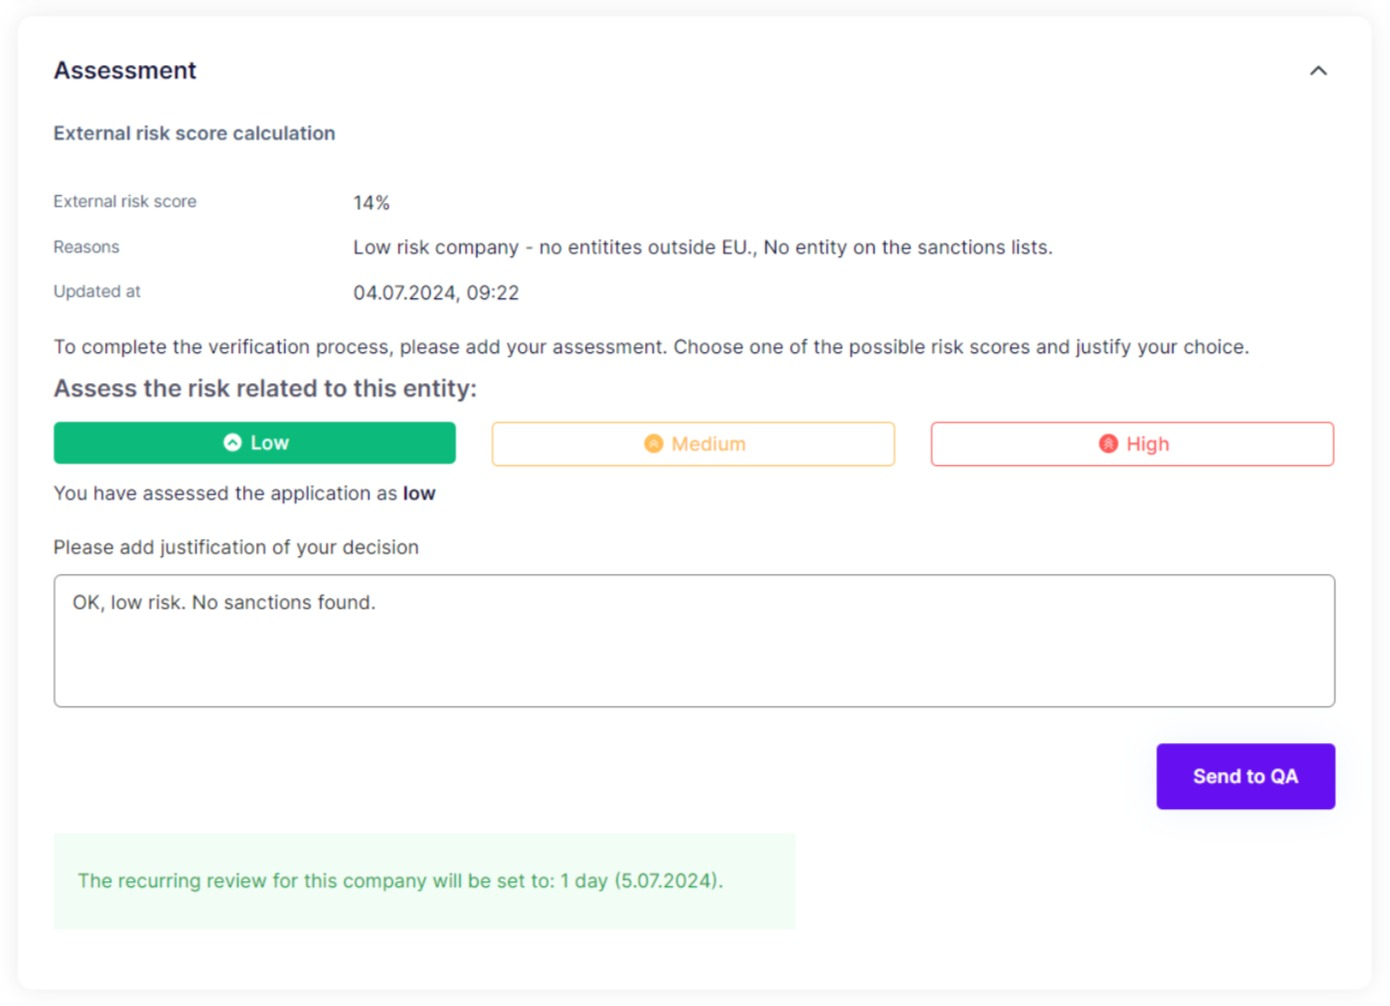 Assessment
External risk score calculation
External risk score 14%
Reasons Low risk company - no entitites outside EU., No entity on the sanctions lists.
Updated at 04.07.2024, 09:22
To complete the verification process, please add your assessment. Choose one of the possible risk scores and justify your choice.
Assess the risk related to this entity:
Low Medium High
You have assessed the application as low
Please add justification of your decision
OK, low risk. No sanctions found.
Send to QA
The recurring review for this company will be set to: 1 day (5.07.2024).